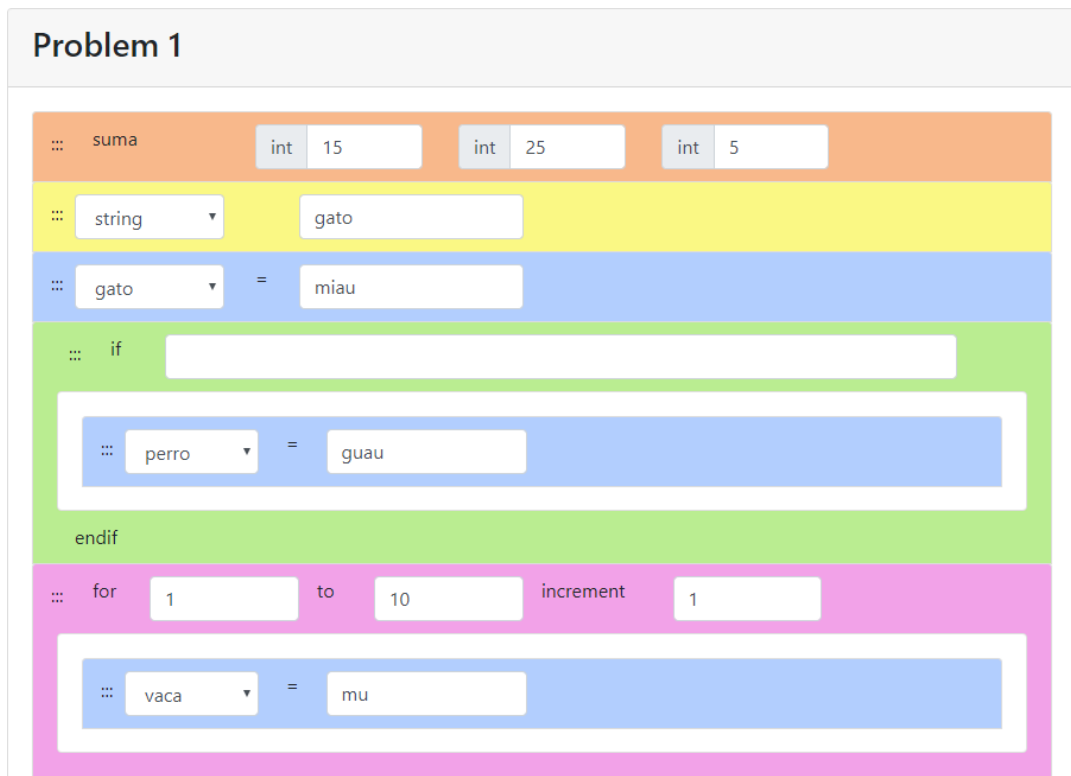 Problem 1
::: suma int 15 int 25 int 5
::: string gato
::: gato = miau
::: if
::: perro = guau
endif
::: for 1 to 10 increment 1
::: vaca = mu